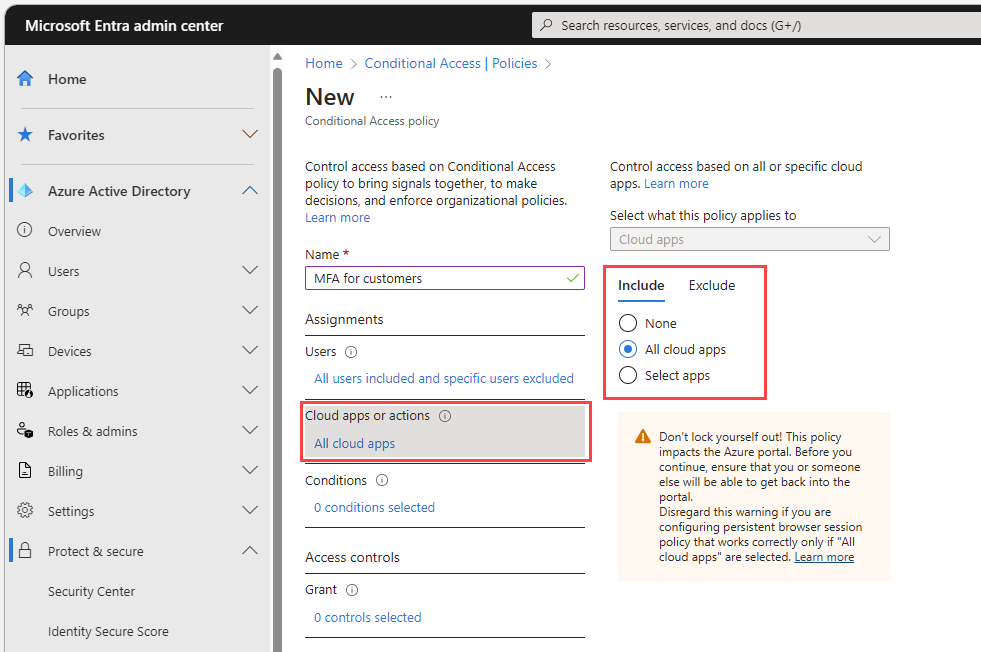 Microsoft Entra admin center
Search resources, services, and docs (G+/)
Home
Favorites
Azure Active Directory
Overview
Users
Groups
Devices
Applications
Roles & admins
Billing
Settings
Protect & secure
Security Center
Identity Secure Score
Home > Conditional Access | Policies >
New ...
Conditional Access policy
Control access based on Conditional Access
policy to bring signals together, to make
decisions, and enforce organizational policies.
Learn more
Name *
MFA for customers
Assignments
Users
All users included and specific users excluded
Cloud apps or actions
All cloud apps
Conditions
0 conditions selected
Access controls
Grant
0 controls selected
Control access based on all or specific cloud
apps. Learn more
Select what this policy applies to
Cloud apps
Include Exclude
None
All cloud apps
Select apps
Don't lock yourself out! This policy
impacts the Azure portal. Before you
continue, ensure that you or someone
else will be able to get back into the
portal.
Disregard this warning if you are
configuring persistent browser session
policy that works correctly only if "All
cloud apps" are selected. Learn more